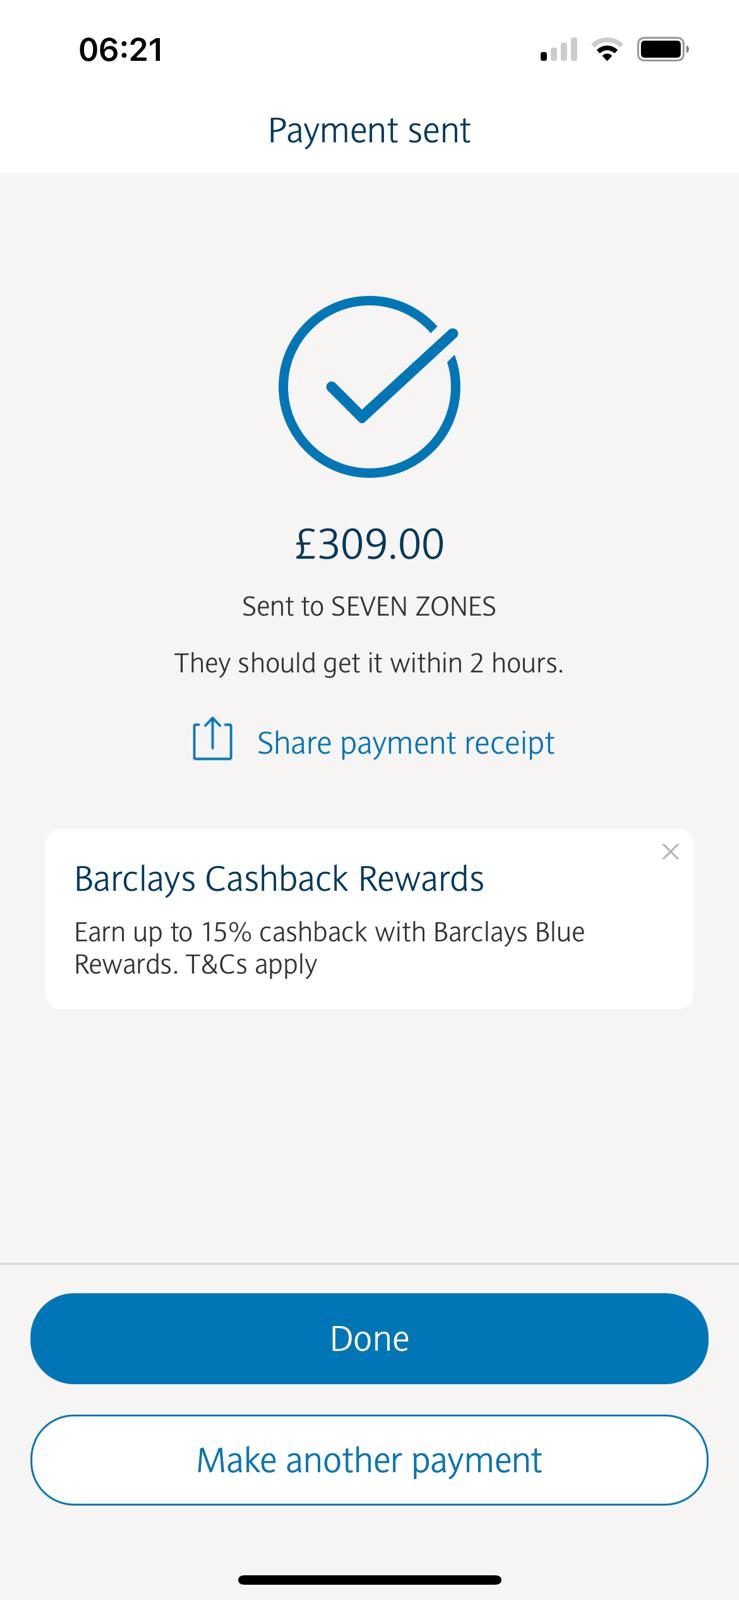 06:21
Payment sent
£309.00
Sent to SEVEN ZONES
They should get it within 2 hours.
Share payment receipt
Barclays Cashback Rewards
Earn up to 15% cashback with Barclays Blue
Rewards. T&Cs apply
Done
Make another payment